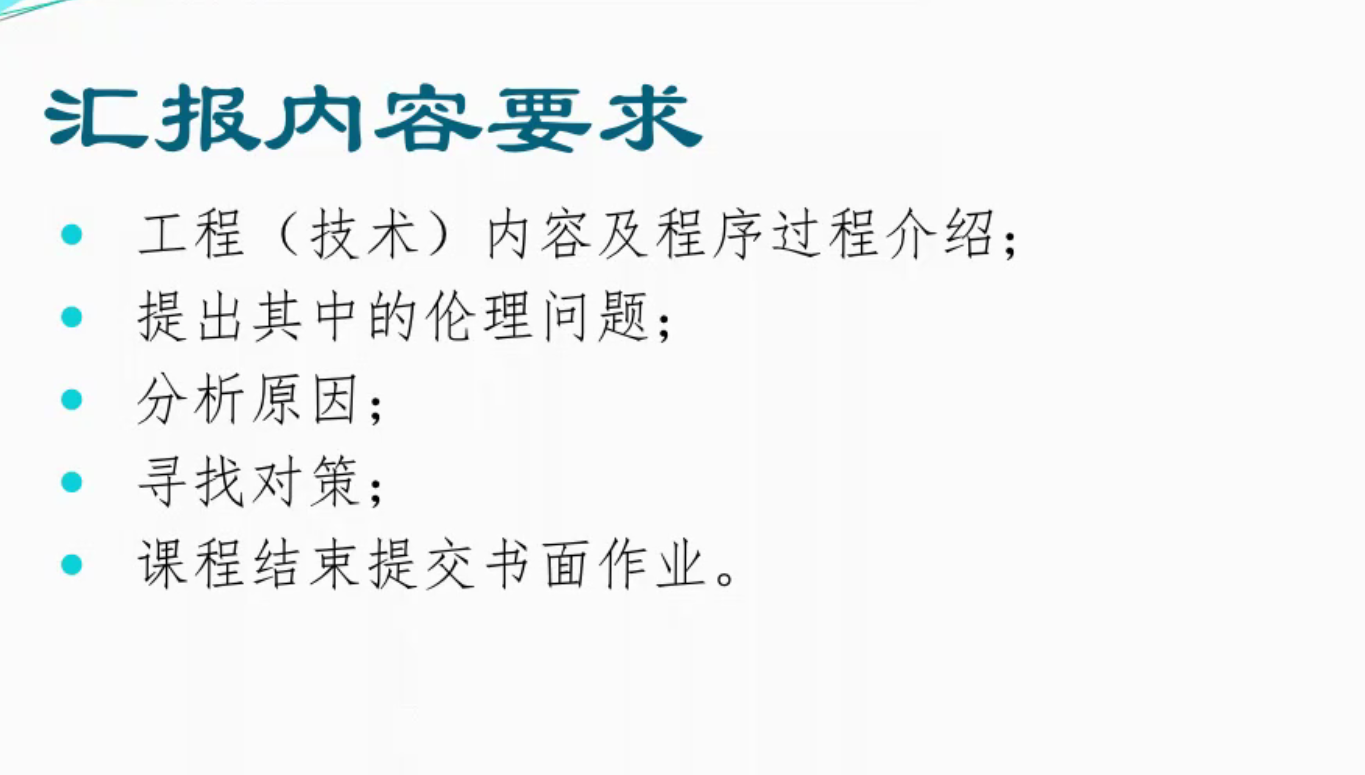 汇报内容要求
• 工程（技术）内容及程序过程介绍；
• 提出其中的伦理问题；
• 分析原因；
• 寻找对策；
• 课程结束提交书面作业。